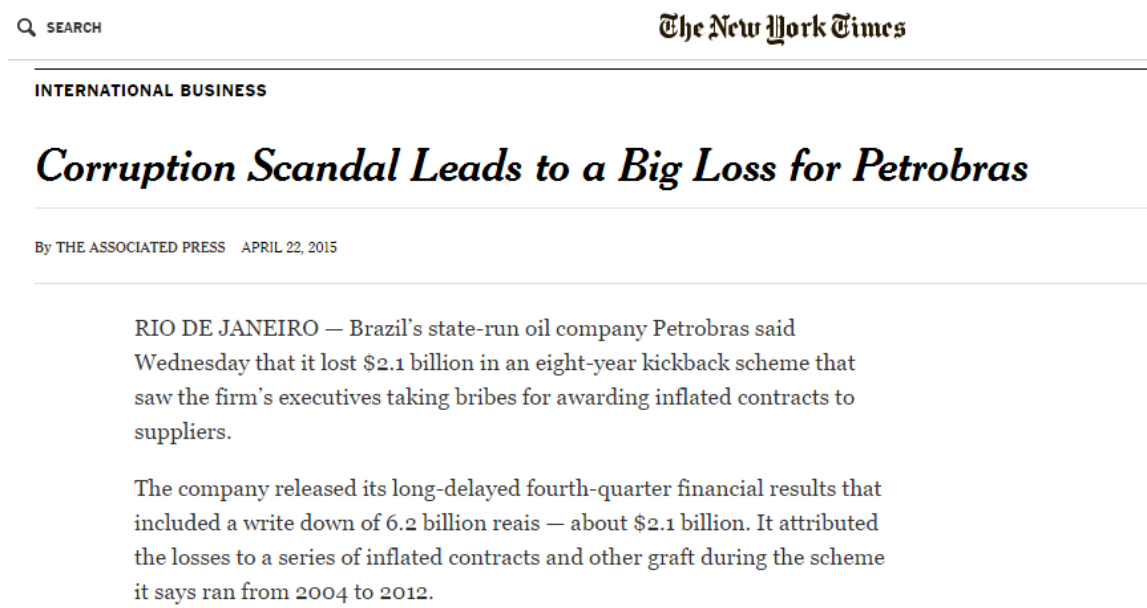 SEARCH
The New York Times
INTERNATIONAL BUSINESS
Corruption Scandal Leads to a Big Loss for Petrobras
By THE ASSOCIATED PRESS APRIL 22, 2015
RIO DE JANEIRO — Brazil’s state-run oil company Petrobras said
Wednesday that it lost $2.1 billion in an eight-year kickback scheme that
saw the firm’s executives taking bribes for awarding inflated contracts to
suppliers.
The company released its long-delayed fourth-quarter financial results that
included a write down of 6.2 billion reais — about $2.1 billion. It attributed
the losses to a series of inflated contracts and other graft during the scheme
it says ran from 2004 to 2012.